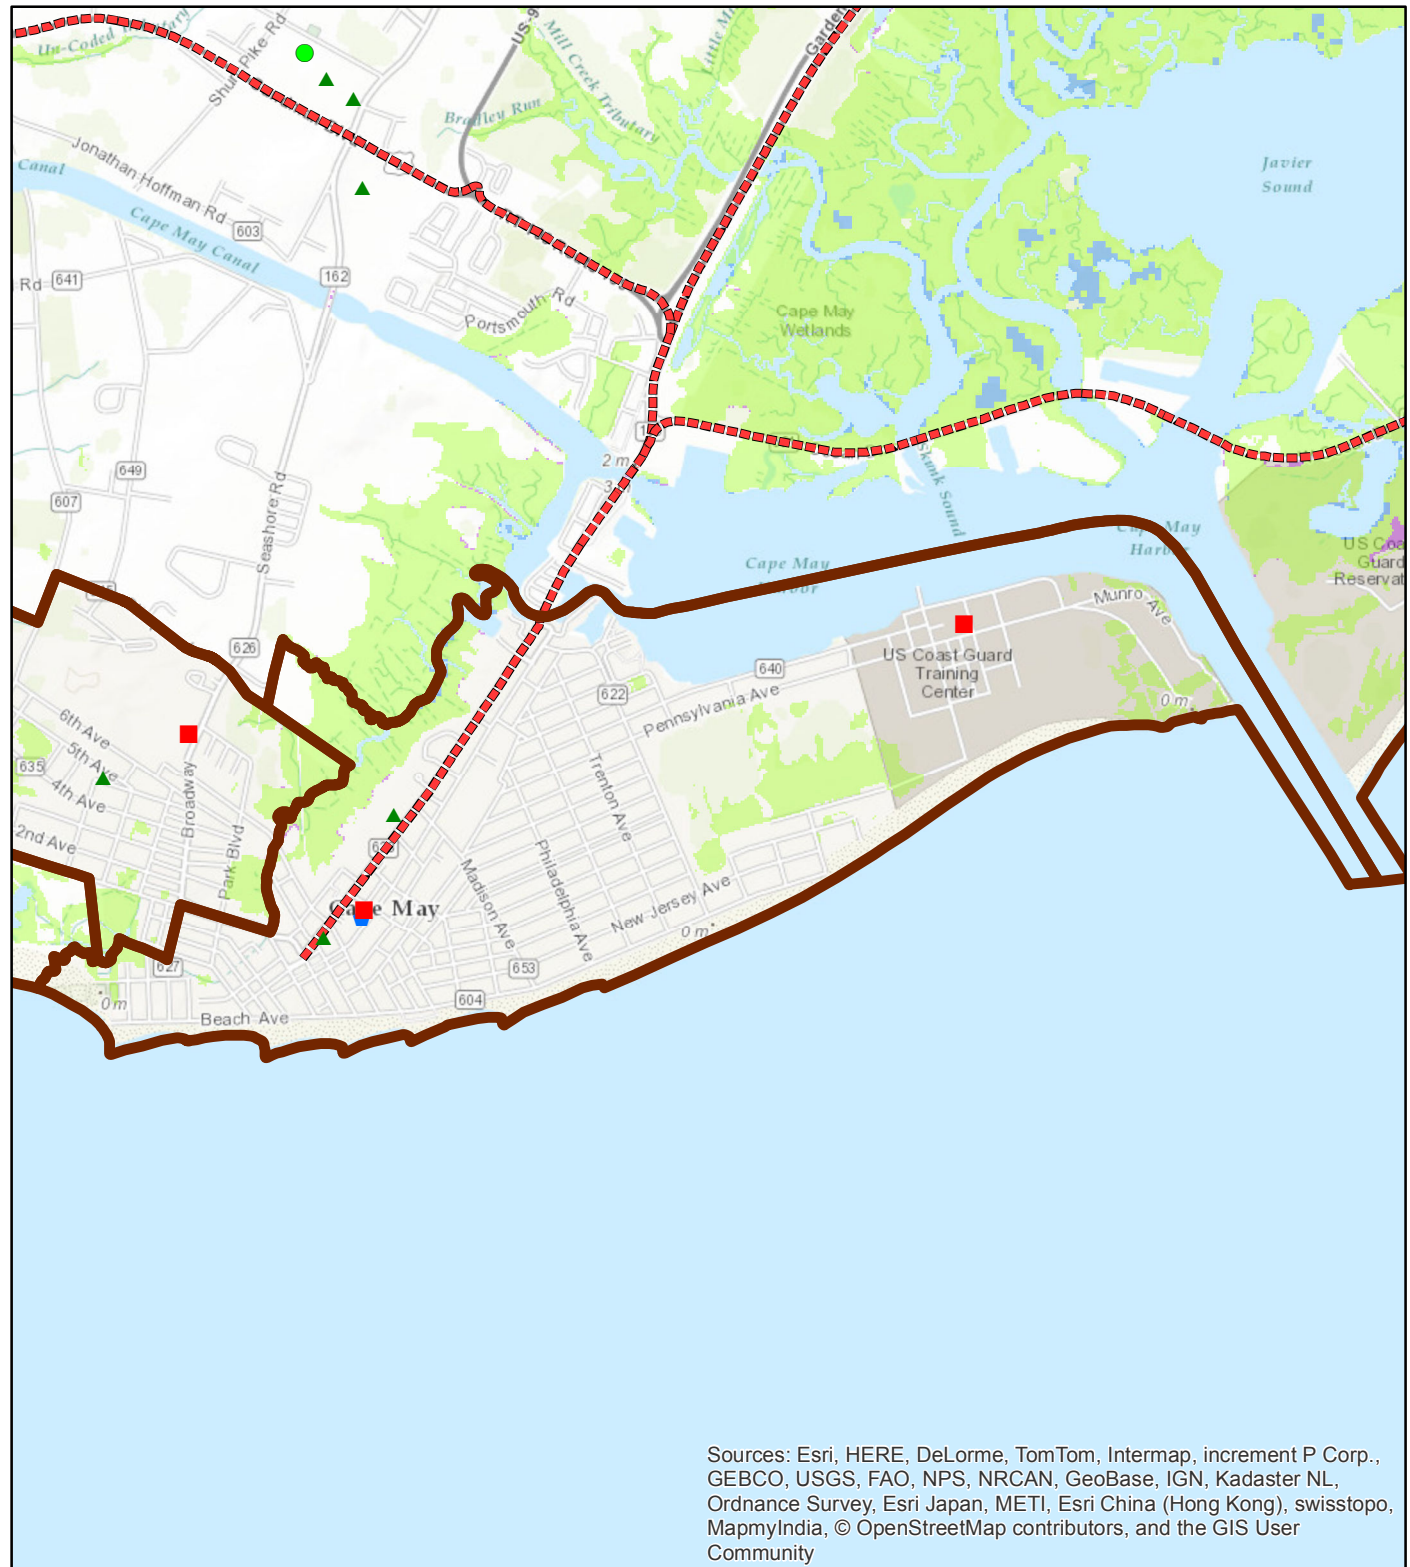 Un-Coded Tributary
Shunpike Rd
US-9
Mill Creek Tributary
Garden
Bradley Run
Javier
Sound
Jonathan Hoffman Rd
Canal
Cape May Canal
603
162
Rd
641
Portsmouth Rd
Cape May
Wetlands
649
607
Seashore Rd
2 m
Skunk Sound
Cape May
Cape May
Harbor
US Coa
Guard
Reservat
Munro Ave
626
640
US Coast Guard
Training
Center
0 m
622
Pennsylvania Ave
6th Ave
5th Ave
4th Ave
635
2nd Ave
Broadway
Park Blvd
Trenton Ave
Philadelphia Ave
Madison Ave
New Jersey Ave
0 m
Cape May
627
653
604
0 m
Beach Ave
Sources: Esri, HERE, DeLorme, TomTom, Intermap, increment P Corp.,
GEBCO, USGS, FAO, NPS, NRCAN, GeoBase, IGN, Kadaster NL,
Ordnance Survey, Esri Japan, METI, Esri China (Hong Kong), swisstopo,
MapmyIndia, © OpenStreetMap contributors, and the GIS User
Community